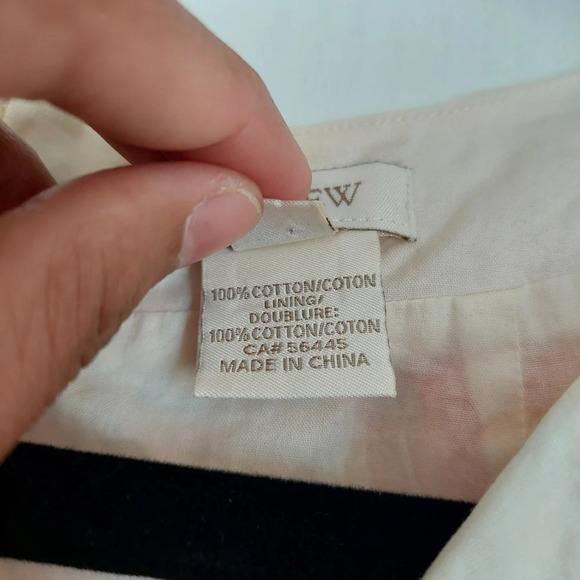 EW
100% COTTON/COTON
LINING/
DOUBLURE:
100% COTTON/COTON
CA# 56445
MADE IN CHINA